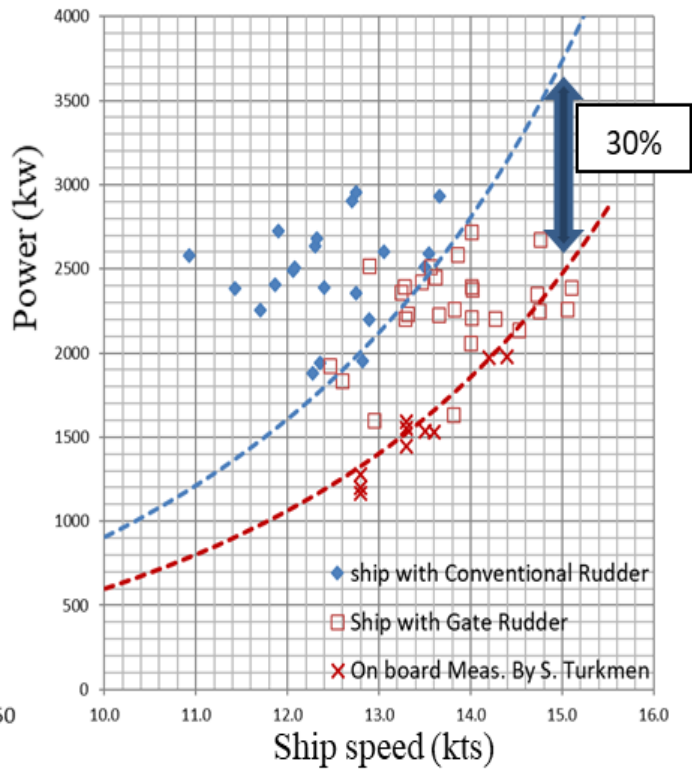 4000
3500
3000
2500
2000
1500
1000
500
0
Power (kw)
30%
ship with Conventional Rudder
Ship with Gate Rudder
On board Meas. By S. Turkmen
10.0 11.0 12.0 13.0 14.0 15.0 16.0
Ship speed (kts)